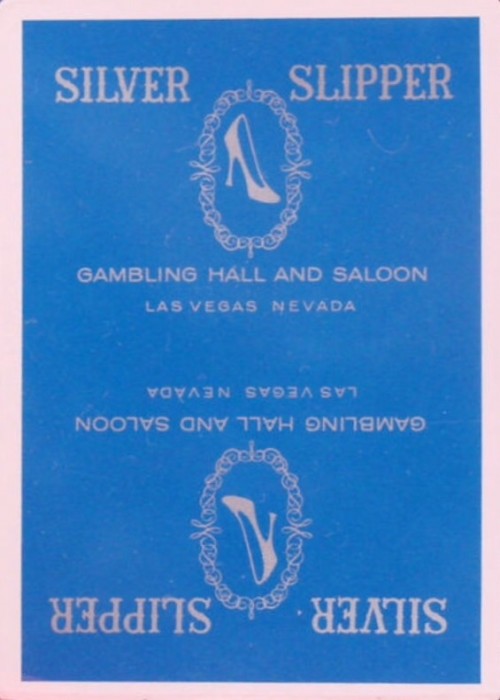 SILVER SLIPPER
GAMBLING HALL AND SALOON
LAS VEGAS NEVADA
LAS VEGAS NEVADA
GAMBLING HALL AND SALOON
SILVER SLIPPER